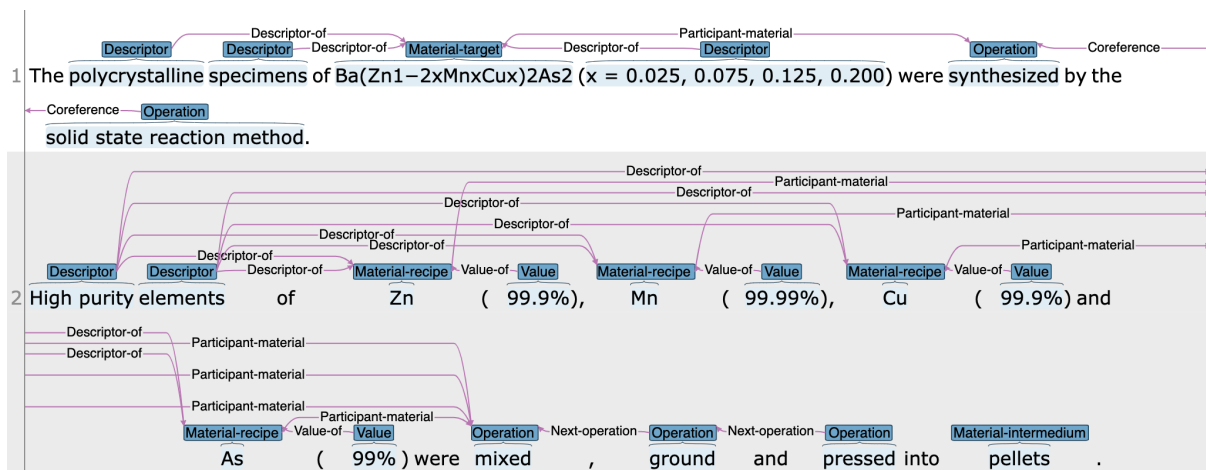 Descriptor-of Participant-material
Descriptor Descriptor Descriptor-of Material-target Descriptor-of Descriptor Operation Coreference
1 The polycrystalline specimens of Ba(Zn1−2xMnxCux)2As2 (x = 0.025, 0.075, 0.125, 0.200) were synthesized by the
Coreference Operation
solid state reaction method.
Descriptor-of
Participant-material
Descriptor-of
Descriptor-of
Participant-material
Descriptor-of
Descriptor-of
Descriptor-of Participant-material
Descriptor-of
Descriptor Descriptor Descriptor-of Material-recipe Value-of Value Material-recipe Value-of Value Material-recipe Value-of Value
2 High purity elements of Zn ( 99.9%), Mn ( 99.99%), Cu ( 99.9%) and
Descriptor-of
Participant-material
Descriptor-of
Participant-material
Participant-material
Participant-material
Material-recipe Value-of Value Operation Next-operation Operation Next-operation Operation Material-intermedium
As ( 99%) were mixed , ground and pressed into pellets .